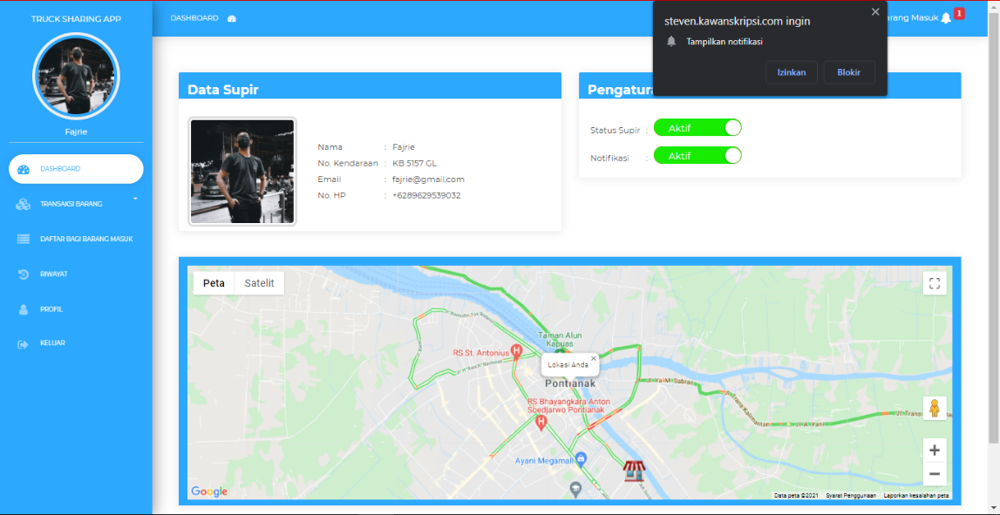 TRUCK SHARING APP
Fajrie
DASHBOARD
TRANSAKSI BARANG
DAFTAR BAGI BARANG MASUK
RIWAYAT
PROFIL
KELUAR
DASHBOARD
arang Masuk 1
steven.kawanskripsi.com ingin
Tampilkan notifikasi
Izinkan Blokir
Data Supir
Nama : Fajrie
No. Kendaraan : KB 5157 GL
Email : fajrie@gmail.com
No. HP : +6289629539032
Pengatura
Status Supir : Aktif
Notifikasi : Aktif
Peta Satelit
Taman Alun
Kapuas
RS St. Antonius
Lokasi Anda
Pontianak
RS Bhayangkara Anton
Soedjarwo Pontianak
Ayani Megamall
Google
Data peta ©2021 Syarat Penggunaan Laporkan kesalahan peta